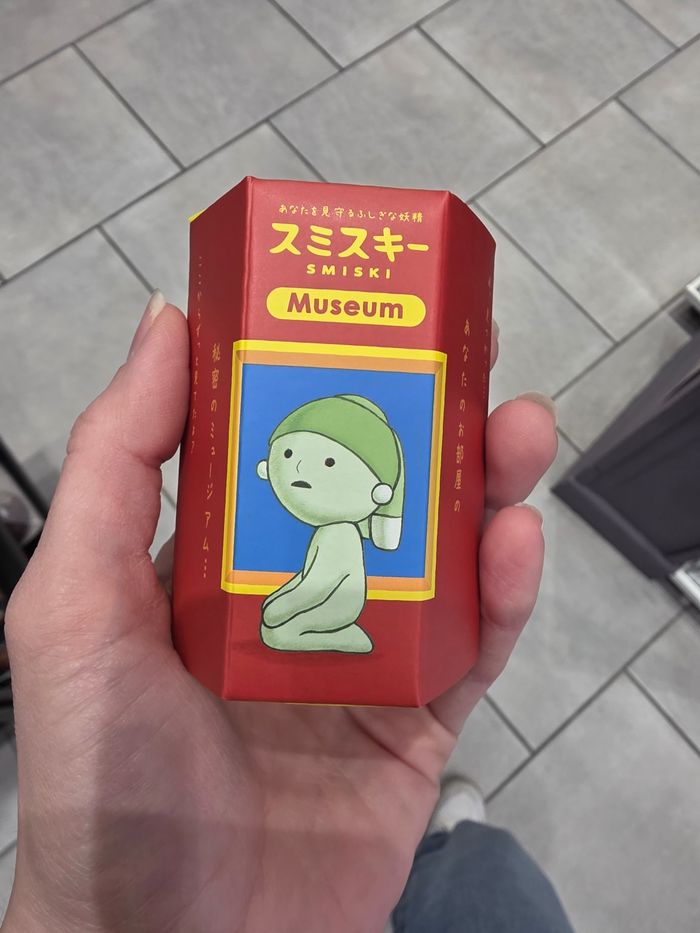 あなたを見守るふしぎな妖精
スミスキー
SMISKI
Museum
秘密のミュージアム…
あなたのお部屋の